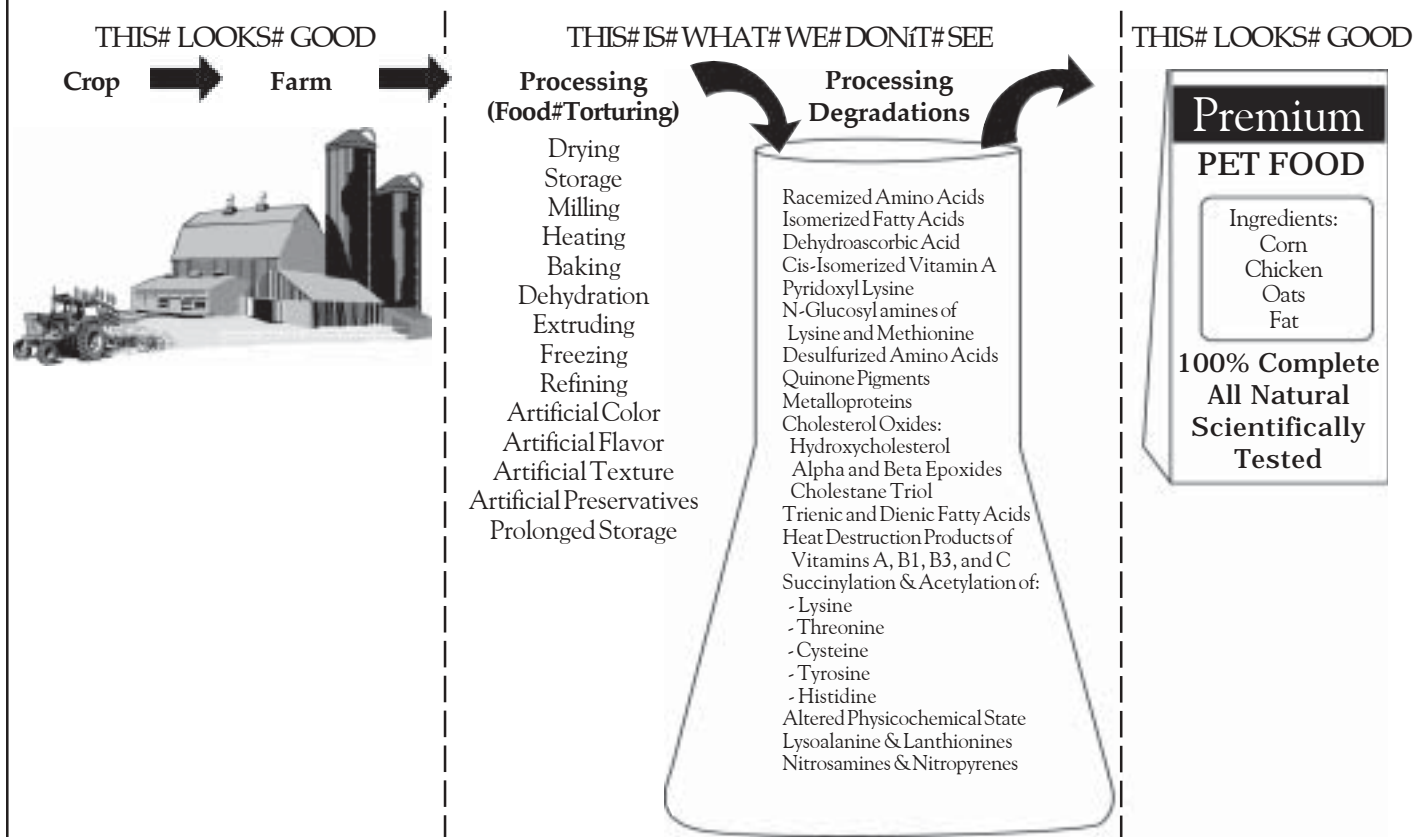 THIS# LOOKS# GOOD
Crop
Farm
THIS# IS# WHAT# WE# DONíT# SEE
Processing
(Food#Torturing)
Drying
Storage
Milling
Heating
Baking
Dehydration
Extruding
Freezing
Refining
Artificial Color
Artificial Flavor
Artificial Texture
Artificial Preservatives
Prolonged Storage
Processing
Degradations
Racemized Amino Acids
Isomerized Fatty Acids
Dehydroascorbic Acid
Cis-Isomerized Vitamin A
Pyridoxyl Lysine
N-Glucosyl amines of
Lysine and Methionine
Desulfurized Amino Acids
Quinone Pigments
Metalloproteins
Cholesterol Oxides:
Hydroxycholesterol
Alpha and Beta Epoxides
Cholestane Triol
Trienic and Dienic Fatty Acids
Heat Destruction Products of
Vitamins A, B1, B3, and C
Succinylation & Acetylation of:
- Lysine
- Threonine
- Cysteine
- Tyrosine
- Histidine
Altered Physicochemical State
Lysoalanine & Lanthionines
Nitrosamines & Nitropyrenes
THIS# LOOKS# GOOD
Premium
PET FOOD
Ingredients:
Corn
Chicken
Oats
Fat
100% Complete
All Natural
Scientifically
Tested